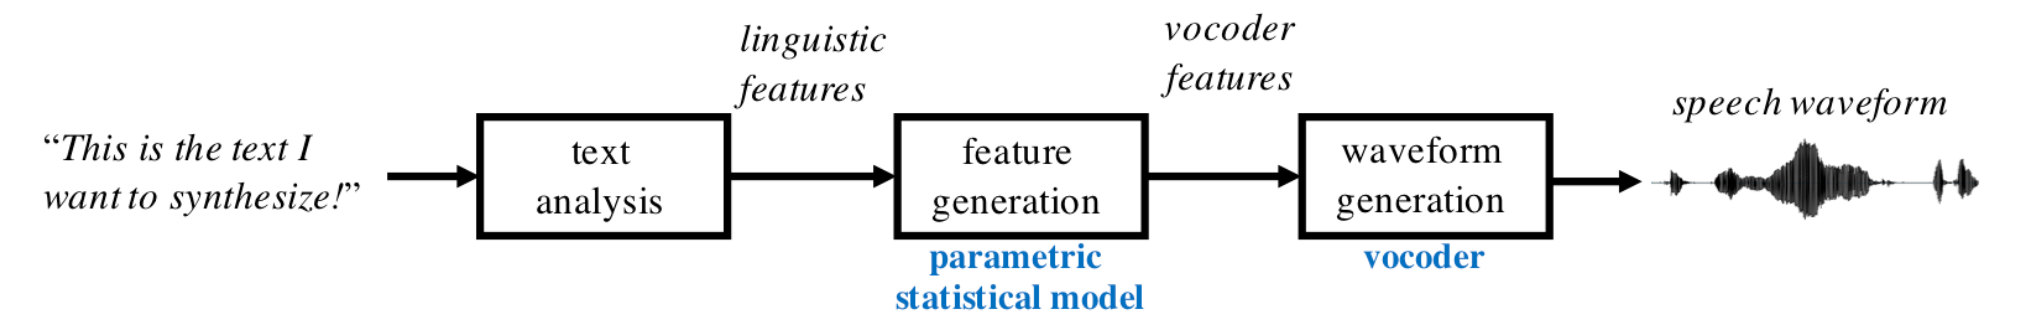 “This is the text I
want to synthesize!”
text
analysis
linguistic
features
feature
generation
parametric
statistical model
vocoder
features
waveform
generation
vocoder
speech waveform